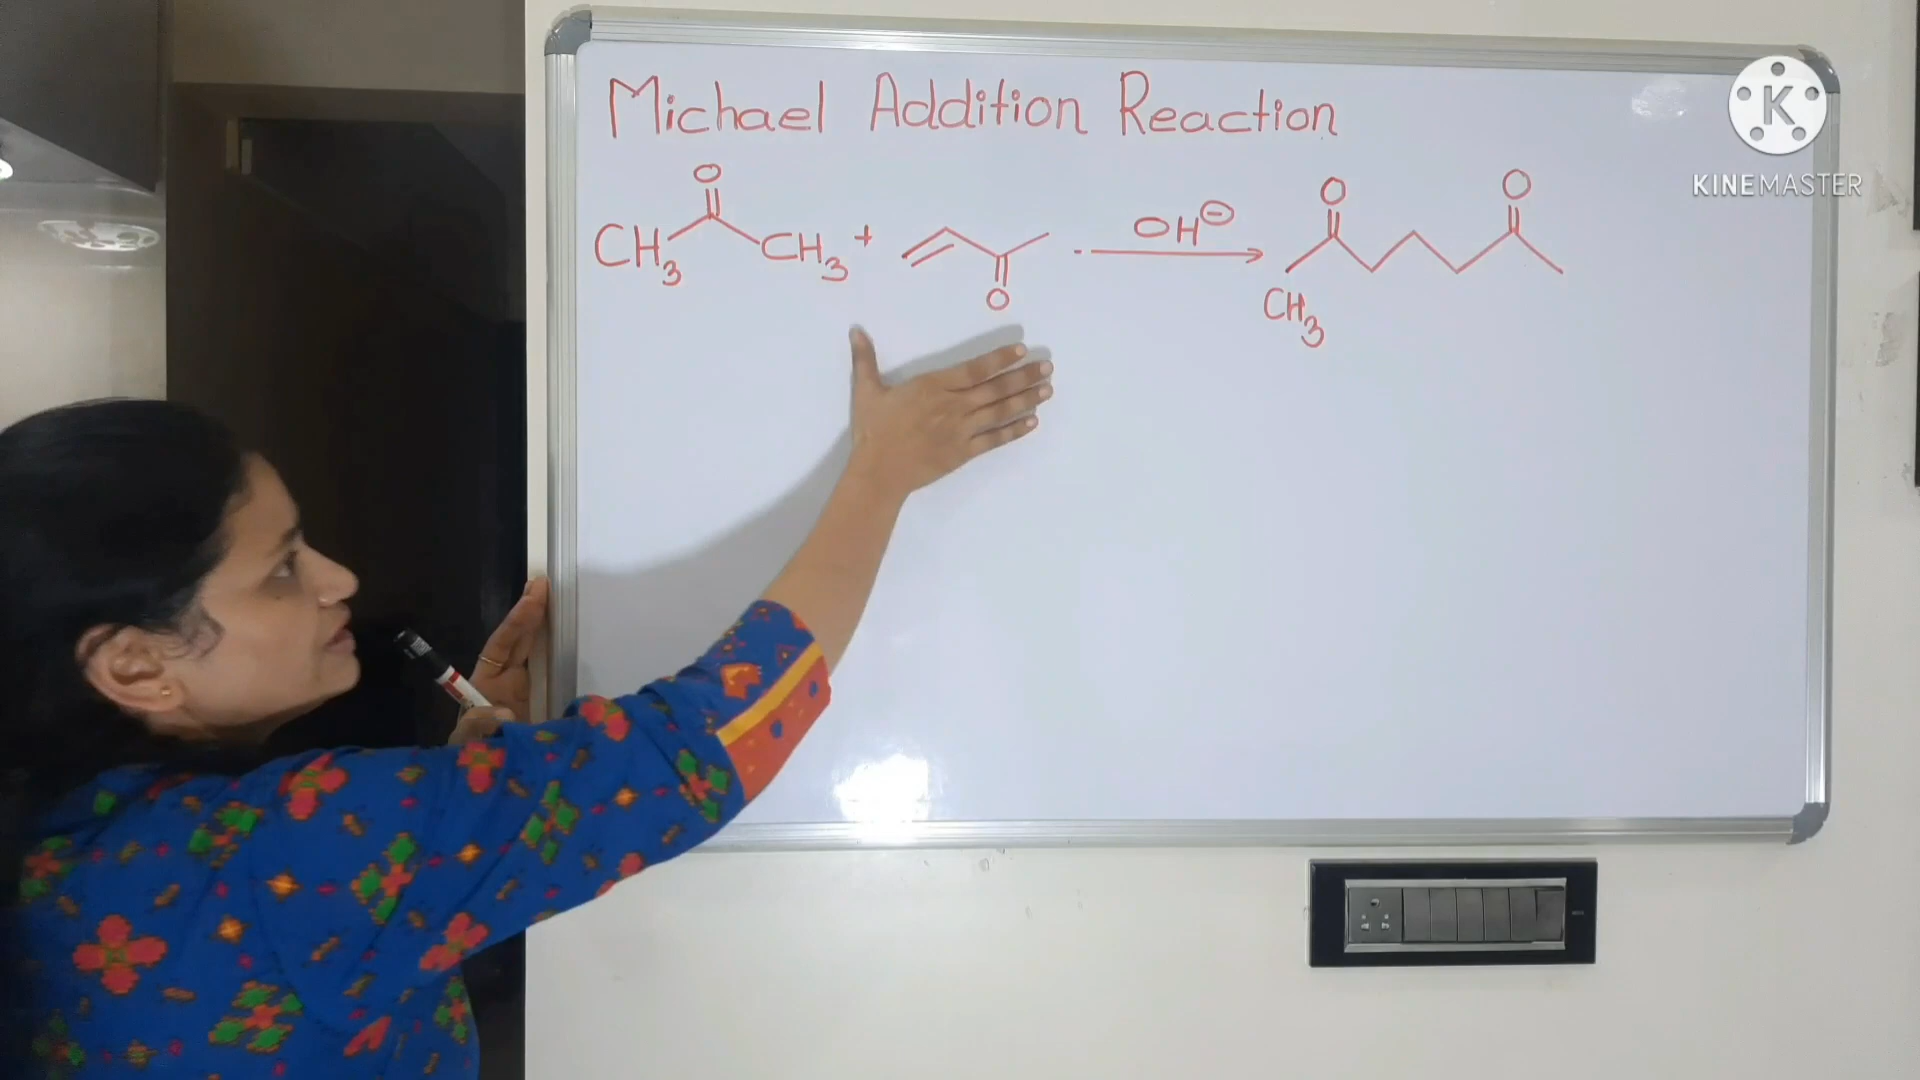 Michael Addition Reaction
O O O
CH3 CH3 + OH⊖
O
CH3
K
KINEMASTER